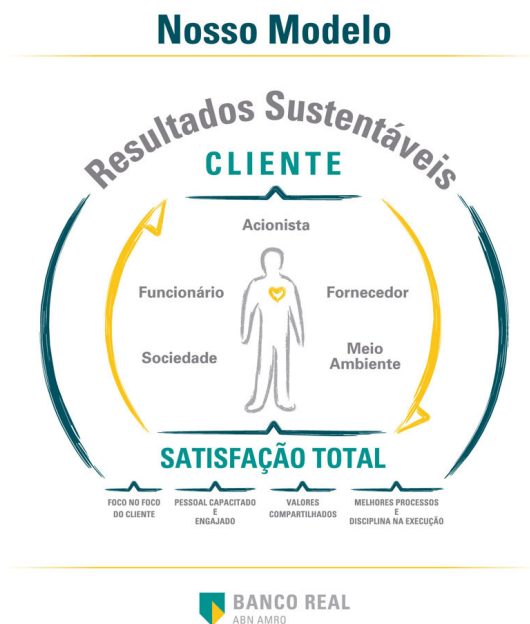 Nosso Modelo
Resultados Sustentáveis
CLIENTE
Acionista
Funcionário
Fornecedor
Sociedade
Meio
Ambiente
SATISFAÇÃO TOTAL
FOCO NO FOCO
DO CLIENTE
PESSOAL CAPACITADO
E
ENGAJADO
VALORES
COMPARTILHADOS
MELHORES PROCESSOS
E
DISCIPLINA NA EXECUÇÃO
BANCO REAL
ABN AMRO